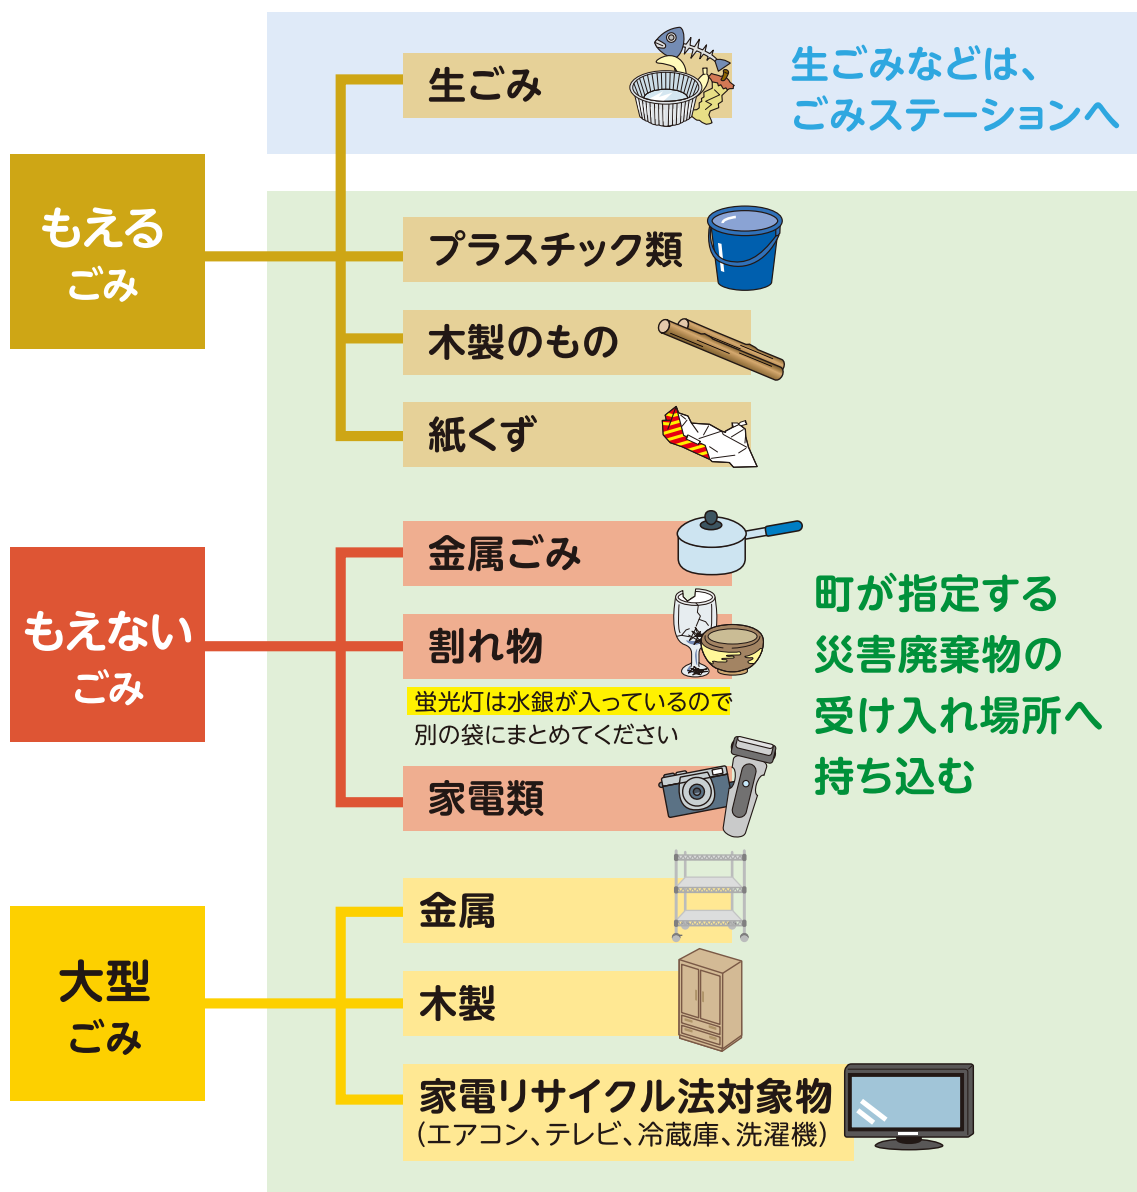 生ごみ
生ごみなどは、
ごみステーションへ
もえる
ごみ
プラスチック類
木製のもの
紙くず
もえない
ごみ
金属ごみ
割れ物
蛍光灯は水銀が入っているので
別の袋にまとめてください
家電類
町が指定する
災害廃棄物の
受け入れ場所へ
持ち込む
大型
ごみ
金属
木製
家電リサイクル法対象物
(エアコン、テレビ、冷蔵庫、洗濯機)